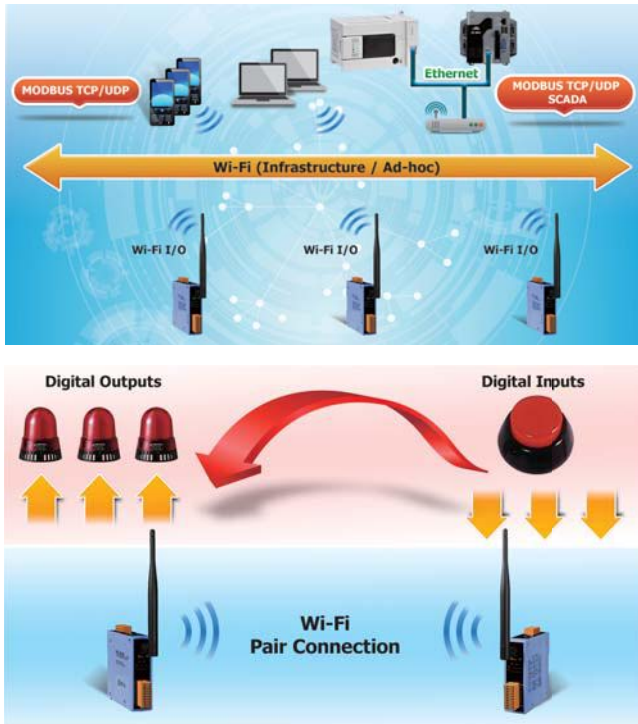 Ethernet
MODBUS TCP/UDP
MODBUS TCP/UDP
SCADA
Wi-Fi (Infrastructure / Ad-hoc)
Wi-Fi I/O
Wi-Fi I/O
Wi-Fi I/O
Digital Outputs
Digital Inputs
Wi-Fi
Pair Connection